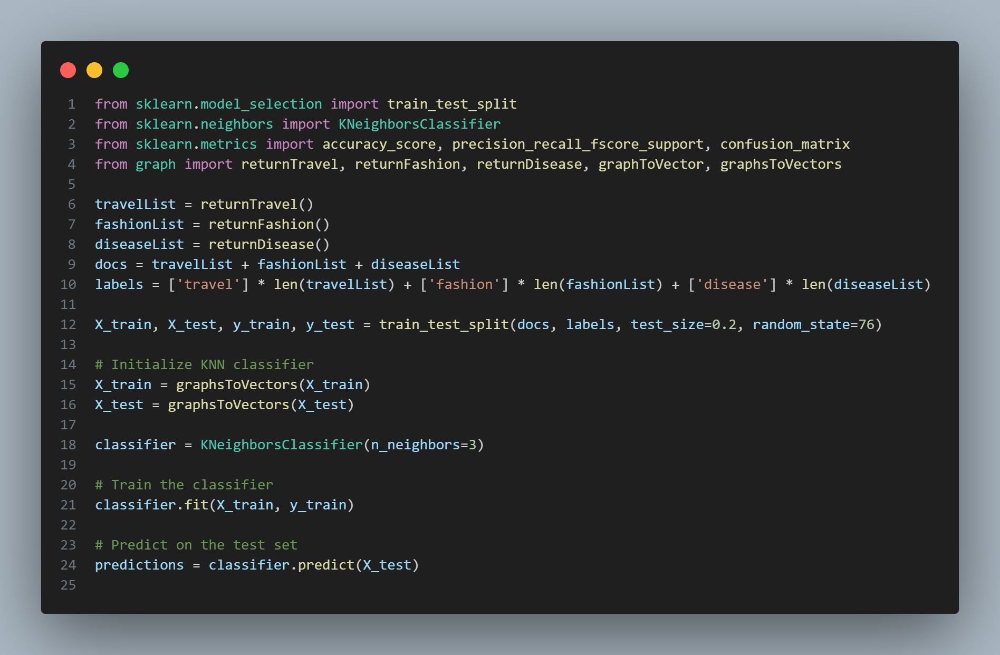 1 from sklearn.model_selection import train_test_split
2 from sklearn.neighbors import KNeighborsClassifier
3 from sklearn.metrics import accuracy_score, precision_recall_fscore_support, confusion_matrix
4 from graph import returnTravel, returnFashion, returnDisease, graphToVector, graphsToVectors
5
6 travelList = returnTravel()
7 fashionList = returnFashion()
8 diseaseList = returnDisease()
9 docs = travelList + fashionList + diseaseList
10 labels = ['travel'] * len(travelList) + ['fashion'] * len(fashionList) + ['disease'] * len(diseaseList)
11
12 X_train, X_test, y_train, y_test = train_test_split(docs, labels, test_size=0.2, random_state=76)
13
14 # Initialize KNN classifier
15 X_train = graphsToVectors(X_train)
16 X_test = graphsToVectors(X_test)
17
18 classifier = KNeighborsClassifier(n_neighbors=3)
19
20 # Train the classifier
21 classifier.fit(X_train, y_train)
22
23 # Predict on the test set
24 predictions = classifier.predict(X_test)
25